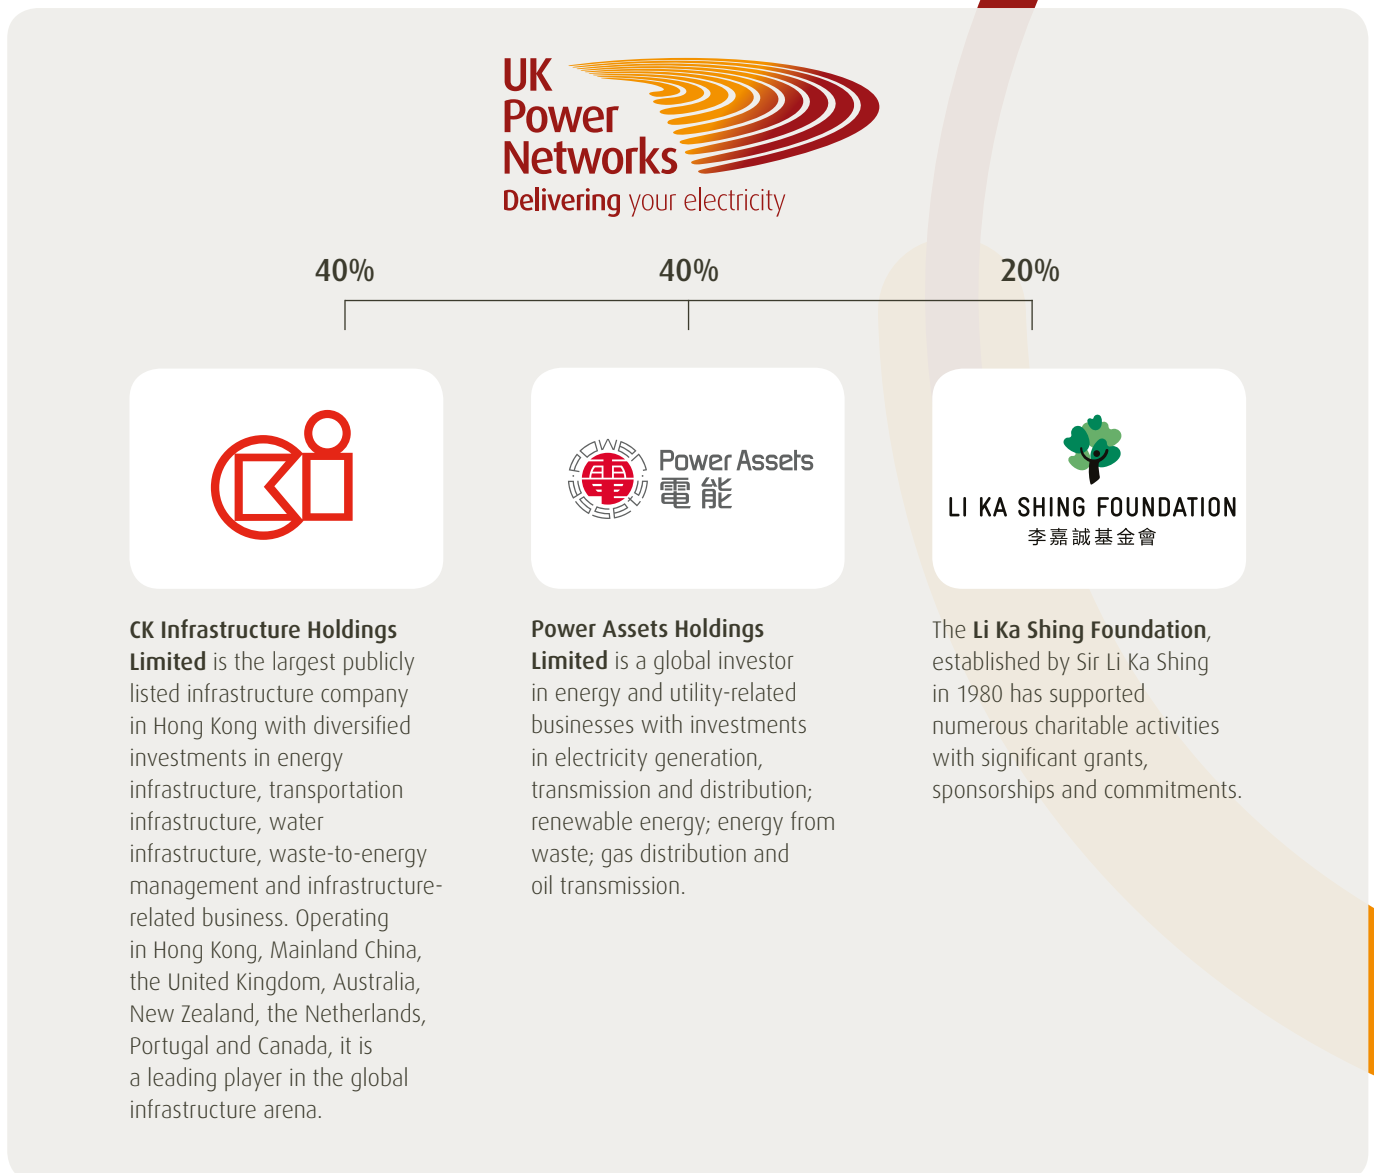 UK
Power
Networks
Delivering your electricity
40%
40%
20%
Power Assets
Power Assets
電能
LI KA SHING FOUNDATION
李嘉誠基金會
CK Infrastructure Holdings
Limited is the largest publicly
listed infrastructure company
in Hong Kong with diversified
investments in energy
infrastructure, transportation
infrastructure, water
infrastructure, waste-to-energy
management and infrastructure-
related business. Operating
in Hong Kong, Mainland China,
the United Kingdom, Australia,
New Zealand, the Netherlands,
Portugal and Canada, it is
a leading player in the global
infrastructure arena.
Power Assets Holdings
Limited is a global investor
in energy and utility-related
businesses with investments
in electricity generation,
transmission and distribution;
renewable energy; energy from
waste; gas distribution and
oil transmission.
The Li Ka Shing Foundation,
established by Sir Li Ka Shing
in 1980 has supported
numerous charitable activities
with significant grants,
sponsorships and commitments.